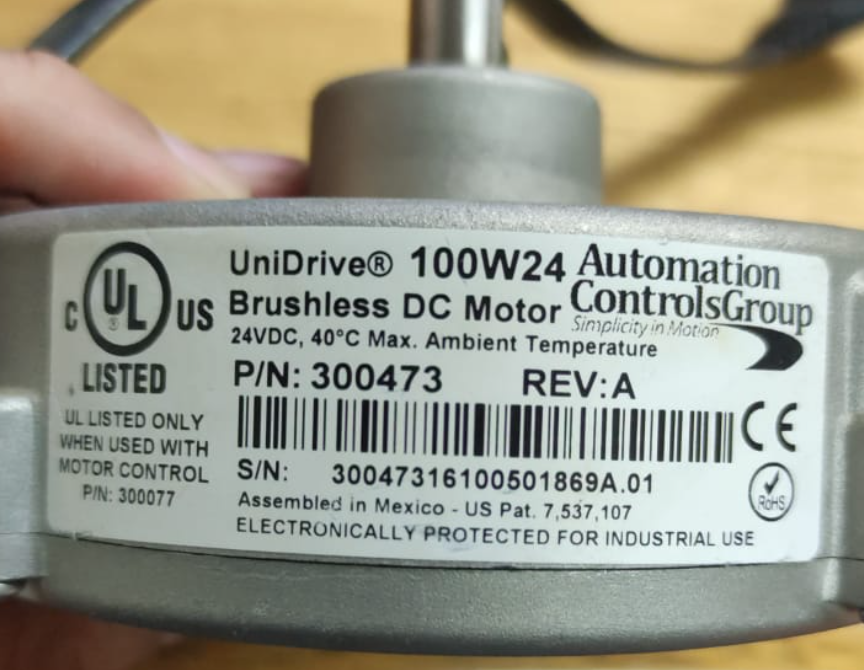 UniDrive® 100W24
Brushless DC Motor
24VDC, 40°C Max. Ambient Temperature
Automation
ControlsGroup
Simplicity in Motion
C UL® US
LISTED
P/N: 300473 REV: A
UL LISTED ONLY
WHEN USED WITH
MOTOR CONTROL
P/N: 300077
CE
S/N: 30047316100501869A.01
RoHS
Assembled in Mexico - US Pat. 7,537,107
ELECTRONICALLY PROTECTED FOR INDUSTRIAL USE